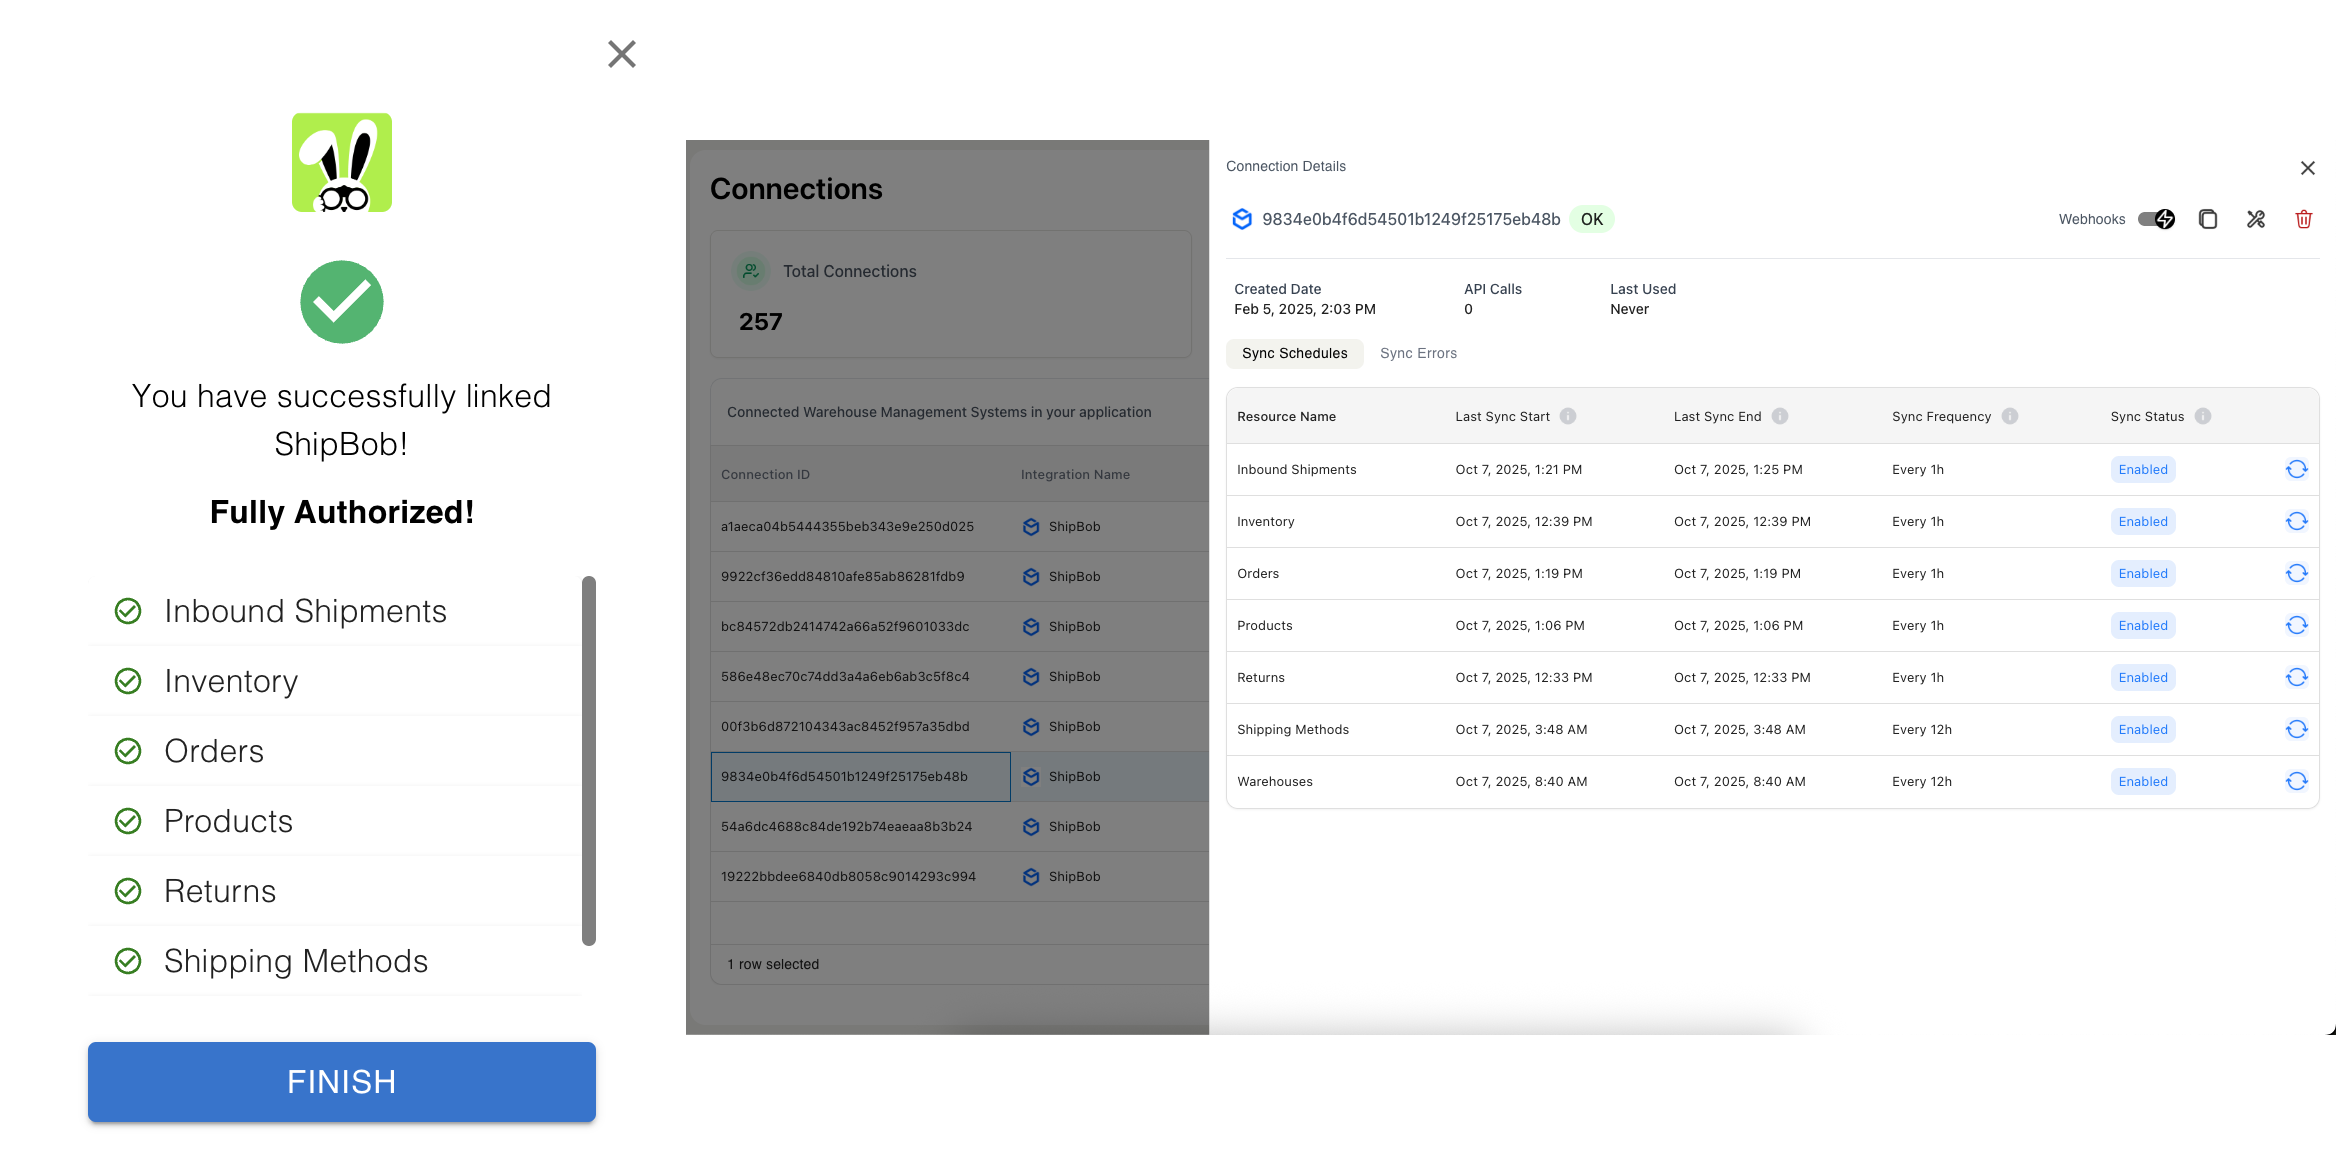 You have successfully linked
ShipBob!
Fully Authorized!
Inbound Shipments
Inventory
Orders
Products
Returns
Shipping Methods
FINISH
Connections
Total Connections
257
Connected Warehouse Management Systems in your application
Connection ID Integration Name
a1aeca04b5444355beb343e9e250d025 ShipBob
9922cf36edd84810afe85ab86281fdb9 ShipBob
bc84572db2414742a66a52f9601033dc ShipBob
586e48ec70c74dd3a4a6eb6ab3c5f8c4 ShipBob
00f3b6d872104343ac8452f957a35dbd ShipBob
9834e0b4f6d54501b1249f25175eb48b ShipBob
54a6dc4688c84de192b74eaeaa8b3b24 ShipBob
19222bbdee6840db8058c9014293c994 ShipBob
1 row selected
Connection Details
9834e0b4f6d54501b1249f25175eb48b OK Webhooks
Created Date API Calls Last Used
Feb 5, 2025, 2:03 PM 0 Never
Sync Schedules Sync Errors
Resource Name Last Sync Start Last Sync End Sync Frequency Sync Status
Inbound Shipments Oct 7, 2025, 1:21 PM Oct 7, 2025, 1:25 PM Every 1h Enabled
Inventory Oct 7, 2025, 12:39 PM Oct 7, 2025, 12:39 PM Every 1h Enabled
Orders Oct 7, 2025, 1:19 PM Oct 7, 2025, 1:19 PM Every 1h Enabled
Products Oct 7, 2025, 1:06 PM Oct 7, 2025, 1:06 PM Every 1h Enabled
Returns Oct 7, 2025, 12:33 PM Oct 7, 2025, 12:33 PM Every 1h Enabled
Shipping Methods Oct 7, 2025, 3:48 AM Oct 7, 2025, 3:48 AM Every 12h Enabled
Warehouses Oct 7, 2025, 8:40 AM Oct 7, 2025, 8:40 AM Every 12h Enabled